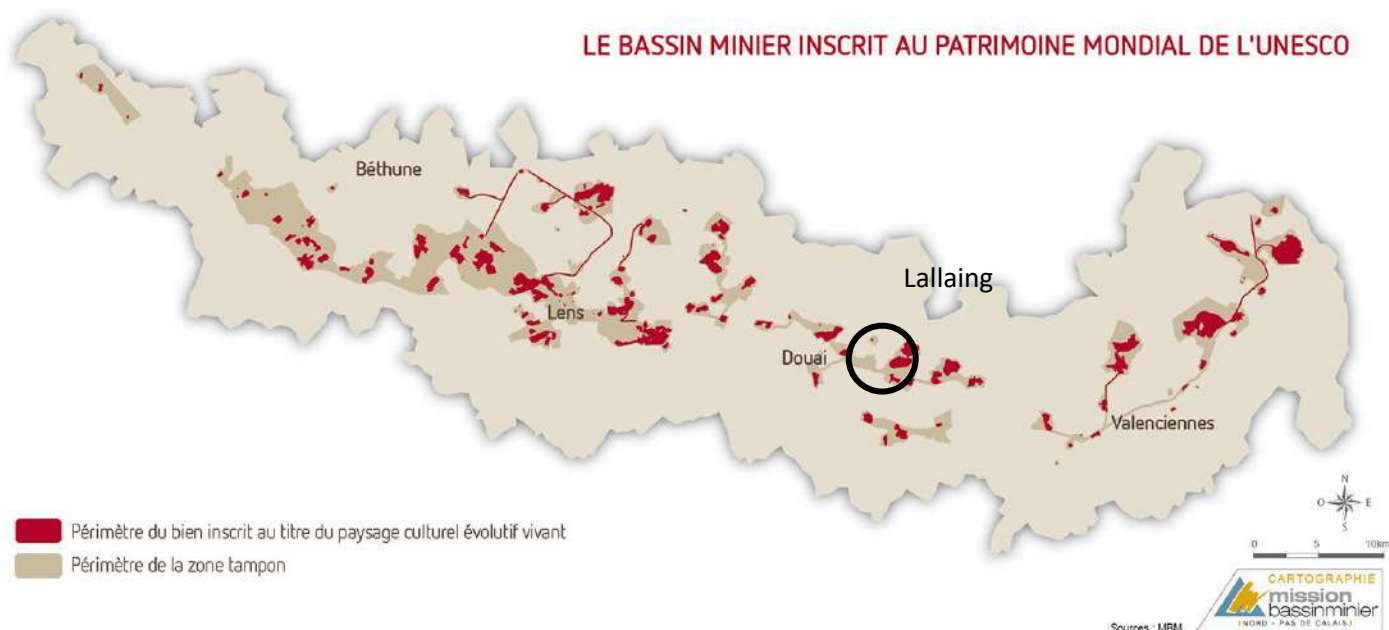 LE BASSIN MINIER INSCRIT AU PATRIMOINE MONDIAL DE L'UNESCO
Béthune
Lallaing
Lens
Douai
Valenciennes
N
O E
S
Périmètre du bien inscrit au titre du paysage culturel évolutif vivant
Périmètre de la zone tampon
0 5 10km
CARTOGRAPHIE
mission
bassinminier
NORD - PAS DE CALAIS
Sources : MBM